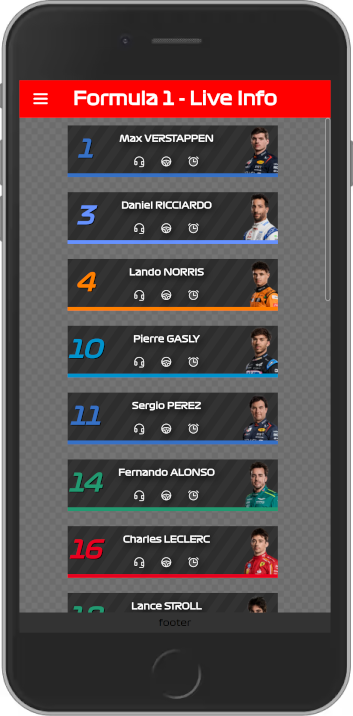 Formula 1 - Live Info
1
Max VERSTAPPEN
3
Daniel RICCIARDO
4
Lando NORRIS
10
Pierre GASLY
11
Sergio PEREZ
14
Fernando ALONSO
16
Charles LECLERC
18
Lance STROLL
footer